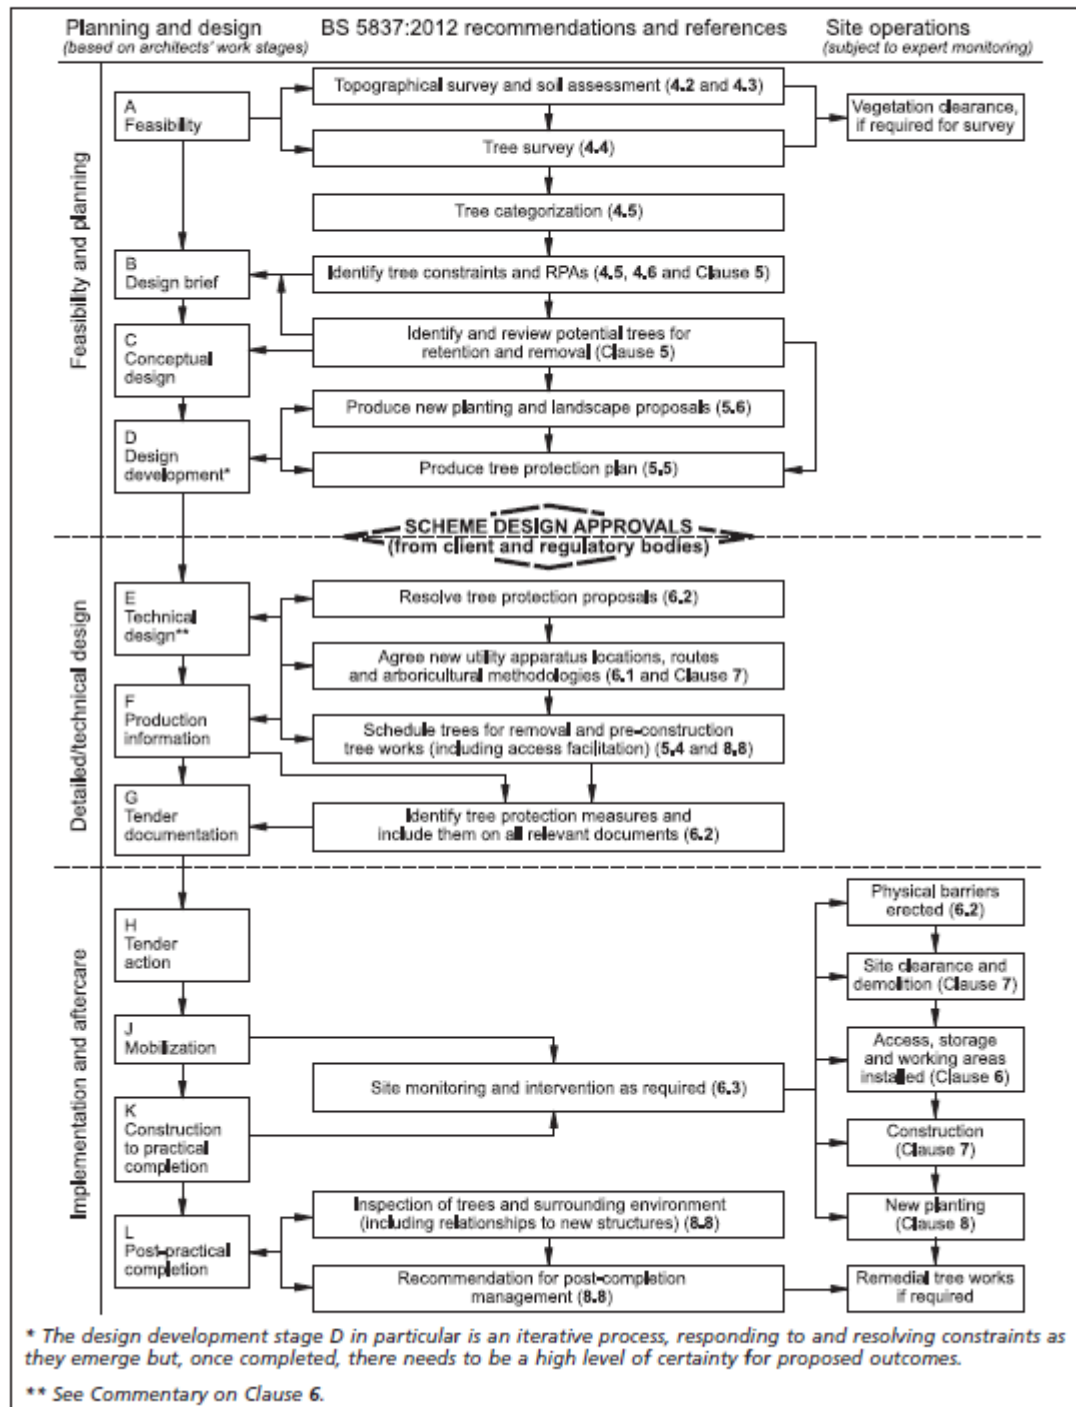 Planning and design
(based on architects' work stages)
BS 5837:2012 recommendations and references
Site operations
(subject to expert monitoring)
Feasibility and planning
A
Feasibility
Topographical survey and soil assessment (4.2 and 4.3)
Vegetation clearance,
if required for survey
Tree survey (4.4)
Tree categorization (4.5)
B
Design brief
Identify tree constraints and RPAs (4.5, 4.6 and Clause 5)
C
Conceptual
design
Identify and review potential trees for
retention and removal (Clause 5)
Produce new planting and landscape proposals (5.6)
D
Design
development*
Produce tree protection plan (5.5)
SCHEME DESIGN APPROVALS
(from client and regulatory bodies)
Detailed/technical design
E
Technical
design**
Resolve tree protection proposals (6.2)
Agree new utility apparatus locations, routes
and arboricultural methodologies (6.1 and Clause 7)
F
Production
information
Schedule trees for removal and pre-construction
tree works (including access facilitation) (5.4 and 8.8)
G
Tender
documentation
Identify tree protection measures and
include them on all relevant documents (6.2)
Implementation and aftercare
H
Tender
action
Physical barriers
erected (6.2)
Site clearance and
demolition (Clause 7)
J
Mobilization
Access, storage
and working areas
installed (Clause 6)
Site monitoring and intervention as required (6.3)
K
Construction
to practical
completion
Construction
(Clause 7)
L
Post-practical
completion
Inspection of trees and surrounding environment
(including relationships to new structures) (8.8)
New planting
(Clause 8)
Recommendation for post-completion
management (8.8)
Remedial tree works
if required
* The design development stage D in particular is an iterative process, responding to and resolving constraints as
they emerge but, once completed, there needs to be a high level of certainty for proposed outcomes.
** See Commentary on Clause 6.